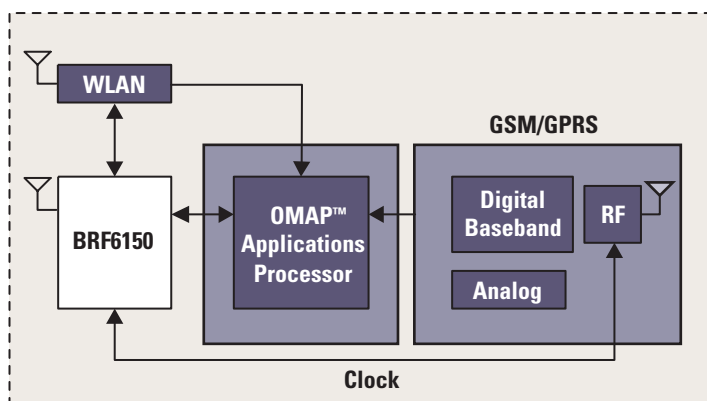 WLAN
GSM/GPRS
BRF6150
OMAP™
Applications
Processor
Digital
Baseband
RF
Analog
Clock